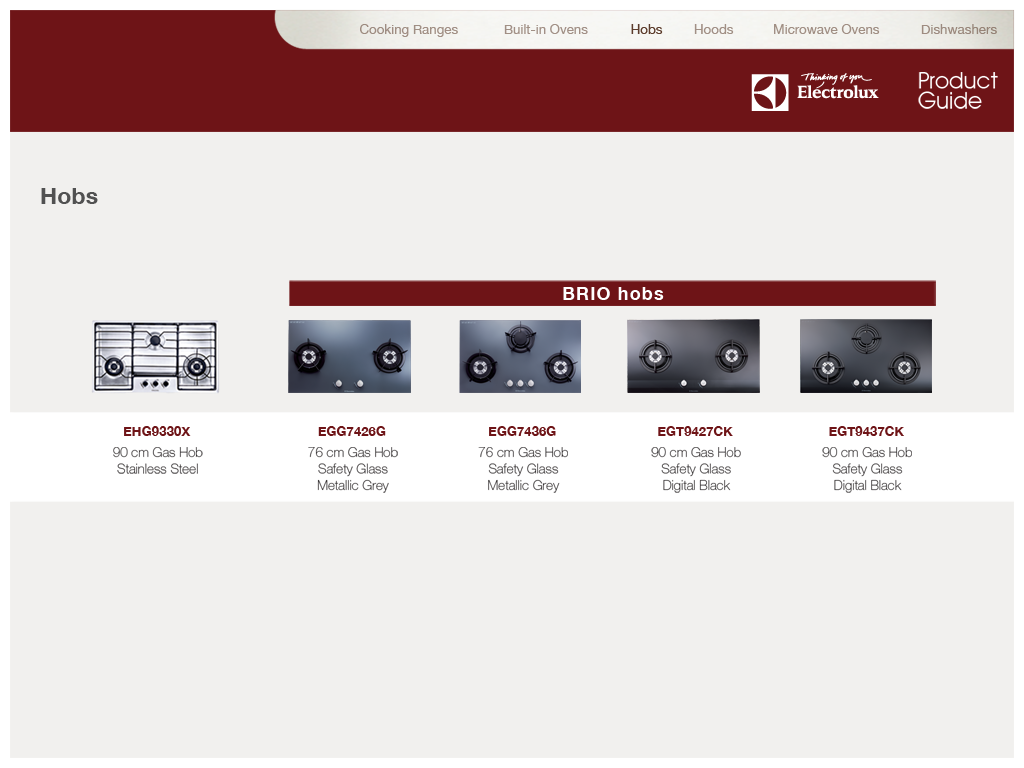 Cooking Ranges
Built-in Ovens
Hobs
Hoods
Microwave Ovens
Dishwashers
Thinking of you
Electrolux
Product
Guide
Hobs
BRIO hobs
EHG9330X
90 cm Gas Hob
Stainless Steel
EGG7426G
76 cm Gas Hob
Safety Glass
Metallic Grey
EGG7436G
76 cm Gas Hob
Safety Glass
Metallic Grey
EGT9427CK
90 cm Gas Hob
Safety Glass
Digital Black
EGT9437CK
90 cm Gas Hob
Safety Glass
Digital Black